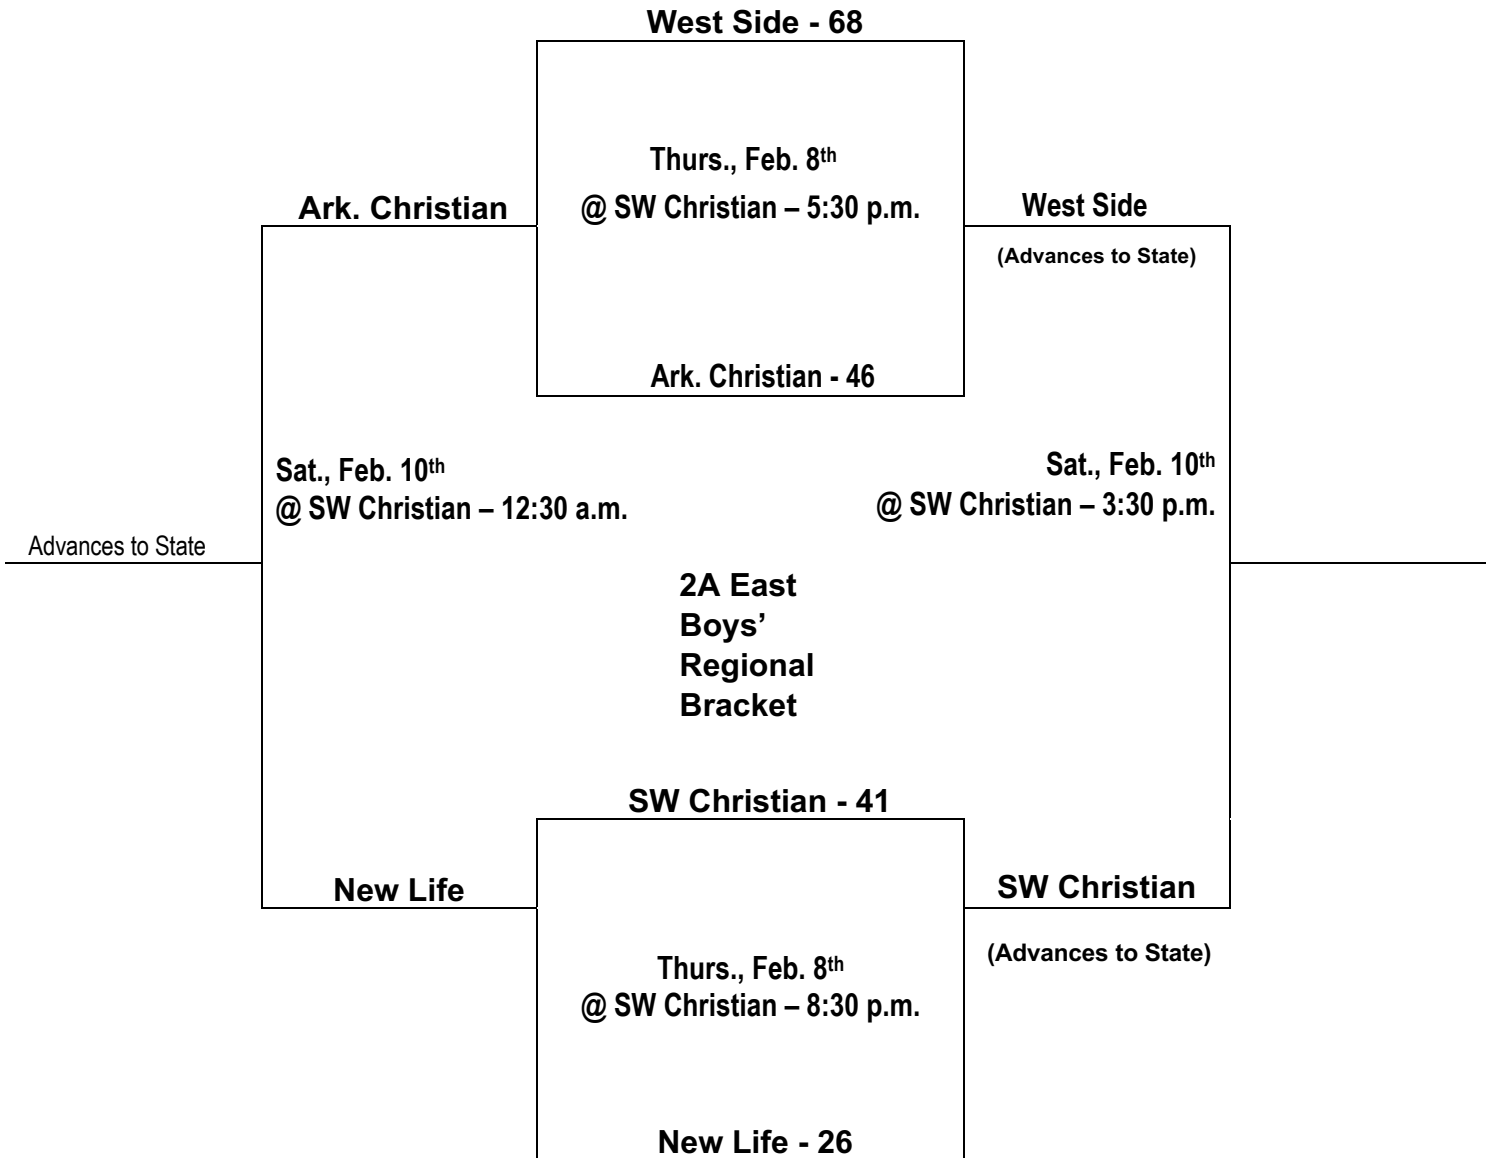 West Side - 68
Thurs., Feb. 8th
@ SW Christian – 5:30 p.m.
Ark. Christian
West Side
(Advances to State)
Ark. Christian - 46
Sat., Feb. 10th
@ SW Christian – 12:30 a.m.
Sat., Feb. 10th
@ SW Christian – 3:30 p.m.
Advances to State
2A East
Boys’
Regional
Bracket
SW Christian - 41
New Life
SW Christian
(Advances to State)
Thurs., Feb. 8th
@ SW Christian – 8:30 p.m.
New Life - 26